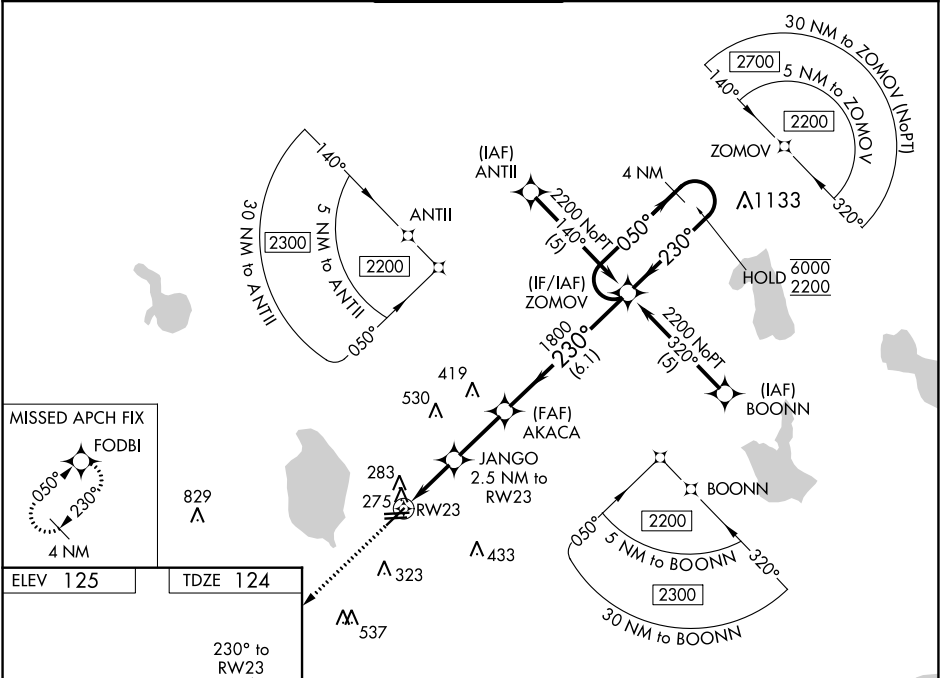 30 NM to ZOMOV (NoPT)
2700
5 NM to ZOMOV
140°
2200
ZOMOV
320°
(IAF)
ANTII
4 NM
1133
2200 NoPT
140°
(5)
050°
230°
HOLD 6000
2200
140°
ANTII
2300
5 NM to ANTII
2200
30 NM to ANTII
050°
(IF/IAF)
ZOMOV
2200 NoPT
320°
(5)
1800
230°
(6.1)
(IAF)
BOONN
419
530
(FAF)
AKACA
JANGO
2.5 NM to
RW23
283
275
RW23
MISSED APCH FIX
FODBI
050°
230°
4 NM
829
433
323
537
BOONN
2200
050°
5 NM to BOONN
320°
2300
30 NM to BOONN
ELEV 125
TDZE 124
230° to
RW23